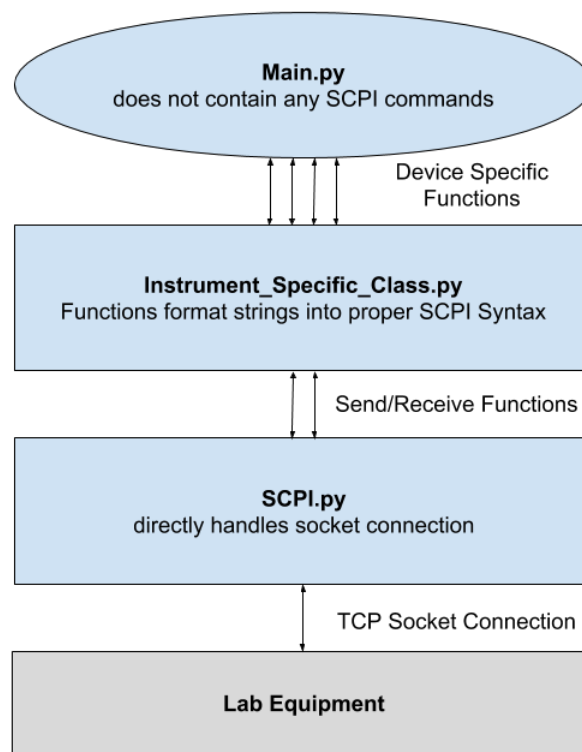 Main.py
does not contain any SCPI commands
Device Specific
Functions
Instrument_Specific_Class.py
Functions format strings into proper SCPI Syntax
Send/Receive Functions
SCPI.py
directly handles socket connection
TCP Socket Connection
Lab Equipment